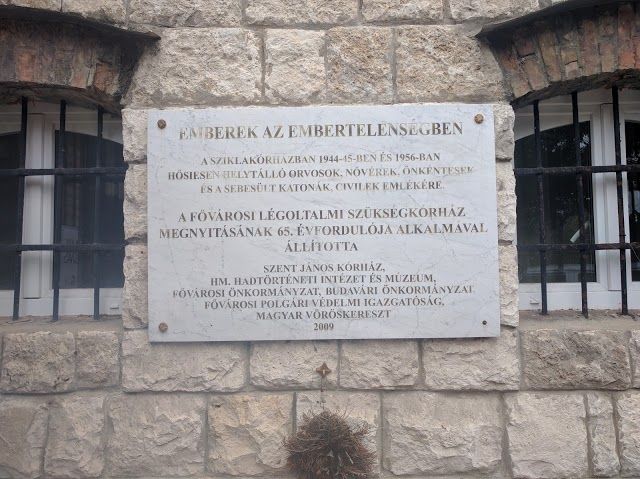 EMBEREK AZ EMBERTELENSÉGBEN
A SZIKLAKÓRHÁZBAN 1944-45-BEN ÉS 1956-BAN
HŐSIESEN HELYTÁLLÓ ORVOSOK, NŐVÉREK, ÖNKÉNTESEK
ÉS A SEBESÜLT KATONÁK, CIVILEK EMLÉKÉRE.
A FŐVÁROSI LÉGOLTALMI SZÜKSÉGKÓRHÁZ
MEGNYITÁSÁNAK 65. ÉVFORDULÓJA ALKALMÁVAL
ÁLLÍTOTTA
SZENT JÁNOS KÓRHÁZ,
HM. HADTÖRTÉNETI INTÉZET ÉS MÚZEUM,
FŐVÁROSI ÖNKORMÁNYZAT, BUDAVÁRI ÖNKORMÁNYZAT
FŐVÁROSI POLGÁRI VÉDELMI IGAZGATÓSÁG,
MAGYAR VÖRÖSKERESZT
2009